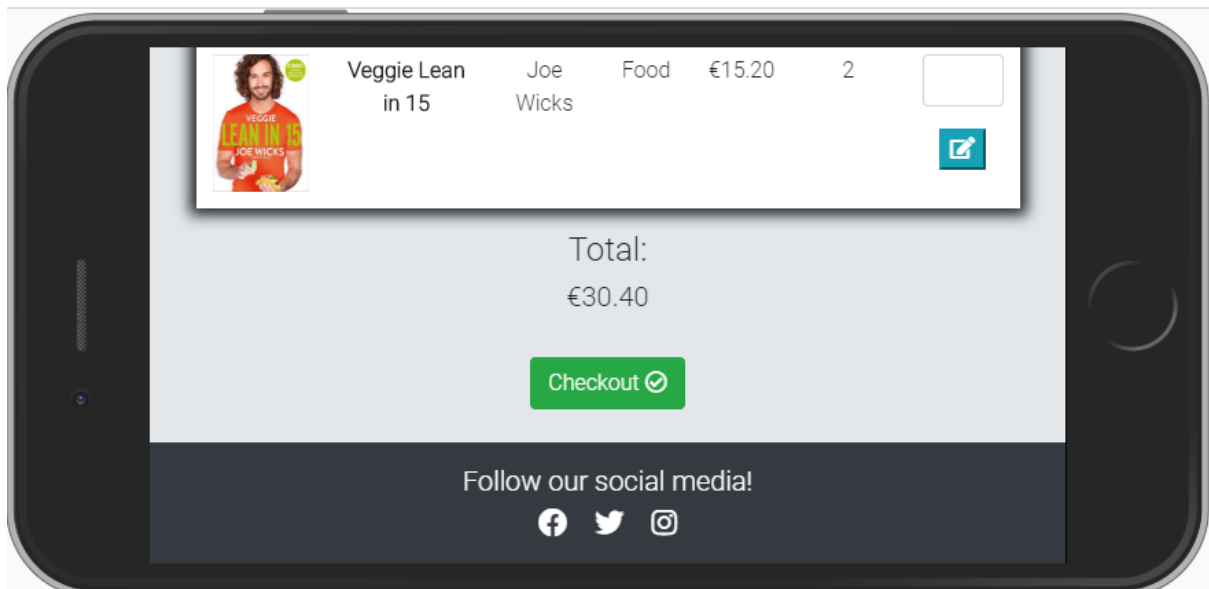 Veggie Lean Joe Food €15.20 2
in 15 Wicks
VEGGIE
LEAN IN 15
JOE WICKS
Total:
€30.40
Checkout
Follow our social media!